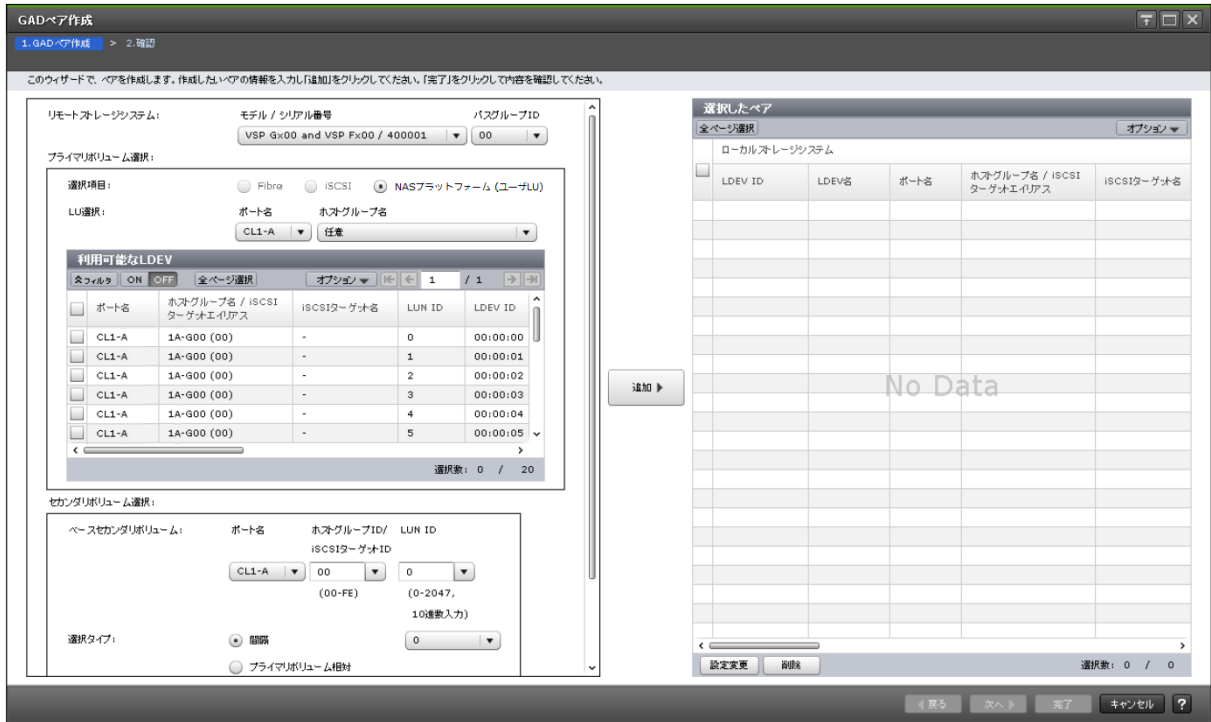 GADペア作成
1.GADペア作成 > 2.確認
このウィザードで、ペアを作成します。作成したいペアの情報を入力し「追加」をクリックしてください。「完了」をクリックして内容を確認してください。
リモートストレージシステム: モデル / シリアル番号 パスグループID
VSP Gx00 and VSP Fx00 / 400001 00
プライマリボリューム選択:
選択項目: Fibre iSCSI NASプラットフォーム (ユーザLU)
LU選択: ポート名 ホストグループ名
CL1-A 任意
利用可能なLDEV
フィルタ ON OFF 全ページ選択 オプション 1 / 1
ポート名 ホストグループ名 / iSCSIターゲットエイリアス iSCSIターゲット名 LUN ID LDEV ID
CL1-A 1A-G00 (00) - 0 00:00:00
CL1-A 1A-G00 (00) - 1 00:00:01
CL1-A 1A-G00 (00) - 2 00:00:02
CL1-A 1A-G00 (00) - 3 00:00:03
CL1-A 1A-G00 (00) - 4 00:00:04
CL1-A 1A-G00 (00) - 5 00:00:05
選択数: 0 / 20
セカンダリボリューム選択:
ベースセカンダリボリューム: ポート名 ホストグループID/ LUN ID
iSCSIターゲットID
CL1-A 00 0
(00-FE) (0-2047,
10進数入力)
選択タイプ: 間隔 0
プライマリボリューム相対
追加
選択したペア
全ページ選択 オプション
ローカルストレージシステム
LDEV ID LDEV名 ポート名 ホストグループ名 / iSCSIターゲットエイリアス iSCSIターゲット名
No Data
設定変更 削除 選択数: 0 / 0
戻る 次へ 完了 キャンセル ?